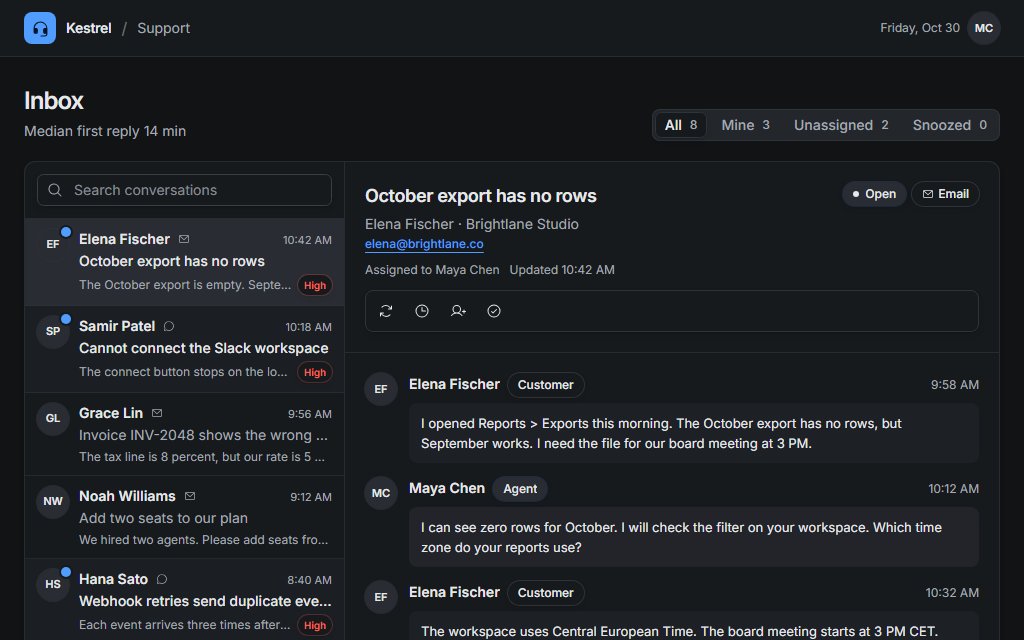 Kestrel / Support
Friday, Oct 30 MC
Inbox
Median first reply 14 min
All 8 Mine 3 Unassigned 2 Snoozed 0
Search conversations
EF Elena Fischer 10:42 AM
October export has no rows
The October export is empty. Septe... High
SP Samir Patel 10:18 AM
Cannot connect the Slack workspace
The connect button stops on the lo... High
GL Grace Lin 9:56 AM
Invoice INV-2048 shows the wrong ...
The tax line is 8 percent, but our rate is 5 ...
NW Noah Williams 9:12 AM
Add two seats to our plan
We hired two agents. Please add seats fro...
HS Hana Sato 8:40 AM
Webhook retries send duplicate eve...
Each event arrives three times after... High
October export has no rows
Open Email
Elena Fischer · Brightlane Studio
elena@brightlane.co
Assigned to Maya Chen Updated 10:42 AM
EF Elena Fischer Customer 9:58 AM
I opened Reports > Exports this morning. The October export has no rows, but
September works. I need the file for our board meeting at 3 PM.
MC Maya Chen Agent 10:12 AM
I can see zero rows for October. I will check the filter on your workspace. Which time
zone do your reports use?
EF Elena Fischer Customer 10:32 AM
The workspace uses Central European Time. The board meeting starts at 3 PM CET.